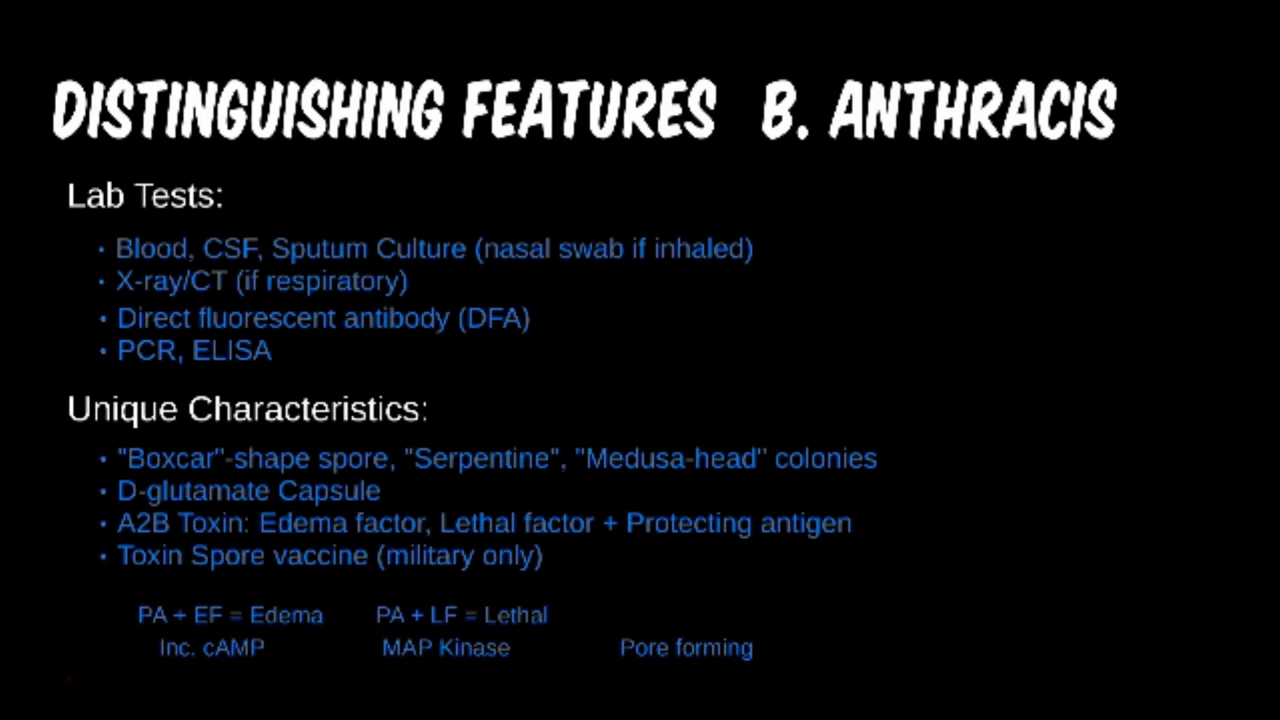 DISTINGUISHING FEATURES B. ANTHRACIS
Lab Tests:
• Blood, CSF, Sputum Culture (nasal swab if inhaled)
• X-ray/CT (if respiratory)
• Direct fluorescent antibody (DFA)
• PCR, ELISA
Unique Characteristics:
• "Boxcar"-shape spore, "Serpentine", "Medusa-head" colonies
• D-glutamate Capsule
• A2B Toxin: Edema factor, Lethal factor + Protecting antigen
• Toxin Spore vaccine (military only)
PA + EF = Edema PA + LF = Lethal
Inc. cAMP MAP Kinase Pore forming